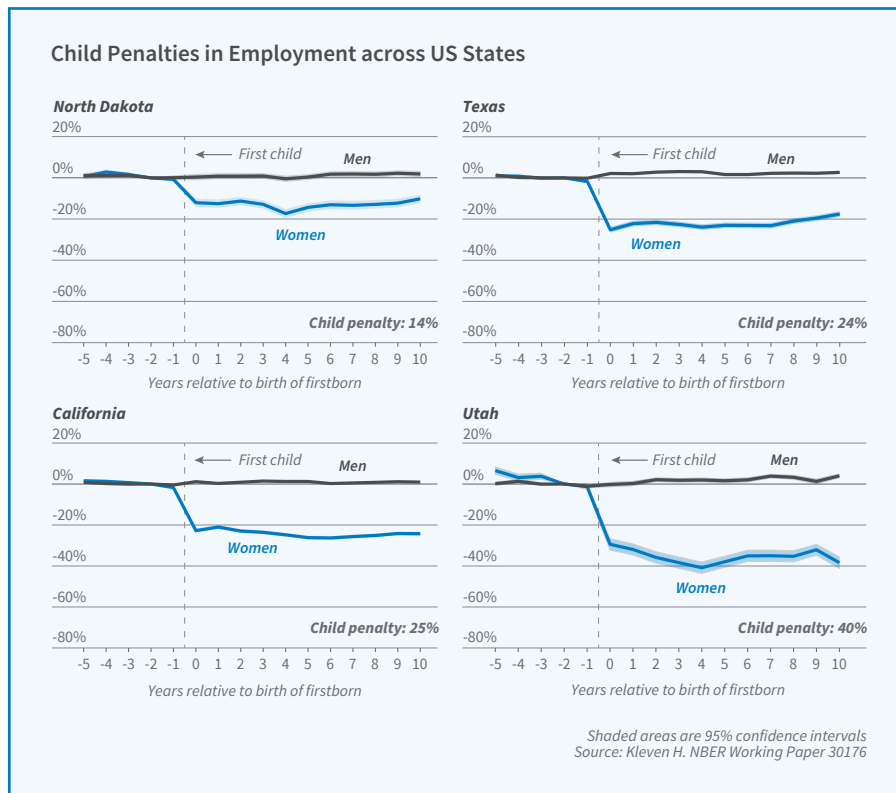 Child Penalties in Employment across US States
North Dakota
20%
0%
-20%
-40%
-60%
-80%
First child
Men
Women
Child penalty: 14%
-5 -4 -3 -2 -1 0 1 2 3 4 5 6 7 8 9 10
Years relative to birth of firstborn
Texas
20%
0%
-20%
-40%
-60%
-80%
First child
Men
Women
Child penalty: 24%
-5 -4 -3 -2 -1 0 1 2 3 4 5 6 7 8 9 10
Years relative to birth of firstborn
California
20%
0%
-20%
-40%
-60%
-80%
First child
Men
Women
Child penalty: 25%
-5 -4 -3 -2 -1 0 1 2 3 4 5 6 7 8 9 10
Years relative to birth of firstborn
Utah
20%
0%
-20%
-40%
-60%
-80%
First child
Men
Women
Child penalty: 40%
-5 -4 -3 -2 -1 0 1 2 3 4 5 6 7 8 9 10
Years relative to birth of firstborn
Shaded areas are 95% confidence intervals
Source: Kleven H. NBER Working Paper 30176